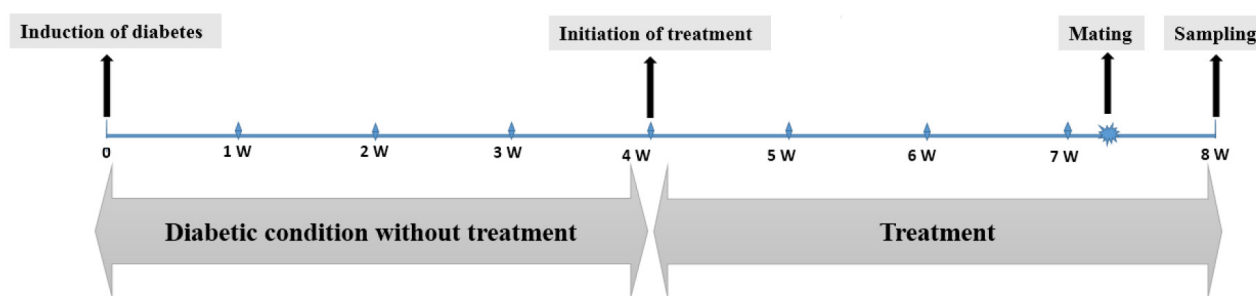 Induction of diabetes
Initiation of treatment
Mating
Sampling
0
1 W
2 W
3 W
4 W
5 W
6 W
7 W
8 W
Diabetic condition without treatment
Treatment